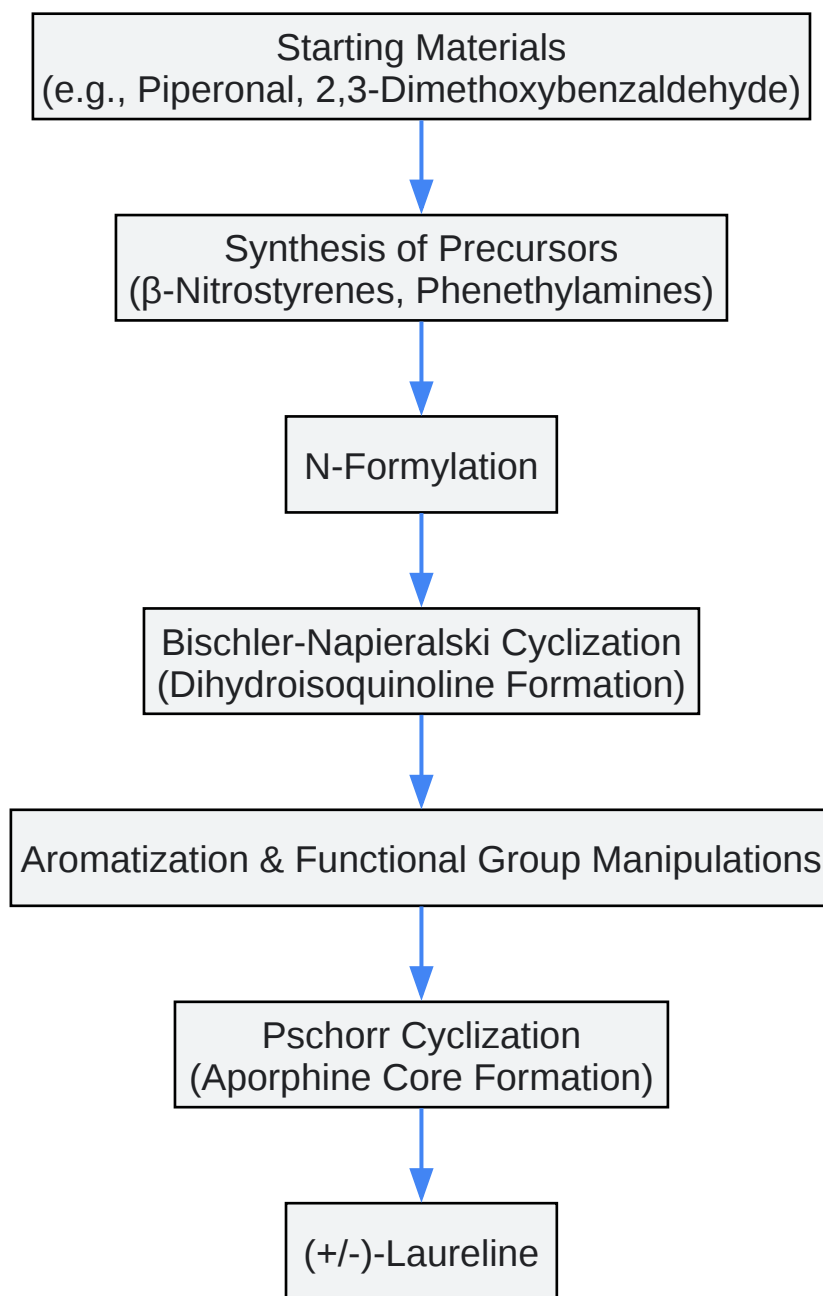 Starting Materials
(e.g., Piperonal, 2,3-Dimethoxybenzaldehyde)
Synthesis of Precursors
(β-Nitrostyrenes, Phenethylamines)
N-Formylation
Bischler-Napieralski Cyclization
(Dihydroisoquinoline Formation)
Aromatization & Functional Group Manipulations
Pschorr Cyclization
(Aporphine Core Formation)
(+/-)-Laureline